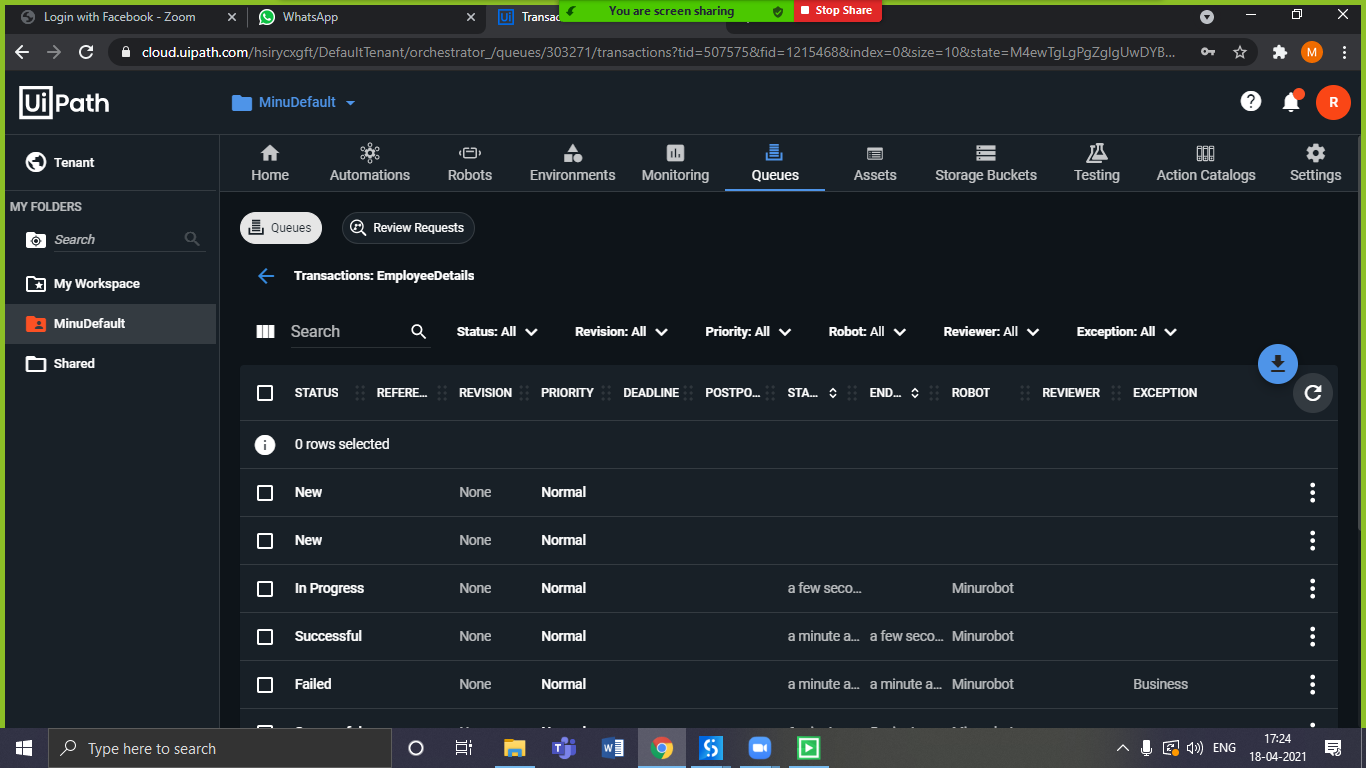 Login with Facebook - Zoom
WhatsApp
Transac
You are screen sharing
Stop Share
cloud.uipath.com/hsirycxgft/DefaultTenant/orchestrator_/queues/303271/transactions?tid=507575&fid=1215468&index=0&size=10&state=M4ewTgLgPgZgIgUwDYB...
M
UiPath
MinuDefault
R
Tenant
Home
Automations
Robots
Environments
Monitoring
Queues
Assets
Storage Buckets
Testing
Action Catalogs
Settings
MY FOLDERS
Search
My Workspace
MinuDefault
Shared
Queues
Review Requests
Transactions: EmployeeDetails
Search
Status: All
Revision: All
Priority: All
Robot: All
Reviewer: All
Exception: All
STATUS REFERE... REVISION PRIORITY DEADLINE POSTPO... STA... END... ROBOT REVIEWER EXCEPTION
0 rows selected
New None Normal
New None Normal
In Progress None Normal a few seco... Minurobot
Successful None Normal a minute a... a few seco... Minurobot
Failed None Normal a minute a... a minute a... Minurobot Business
Type here to search
ENG
17:24
18-04-2021